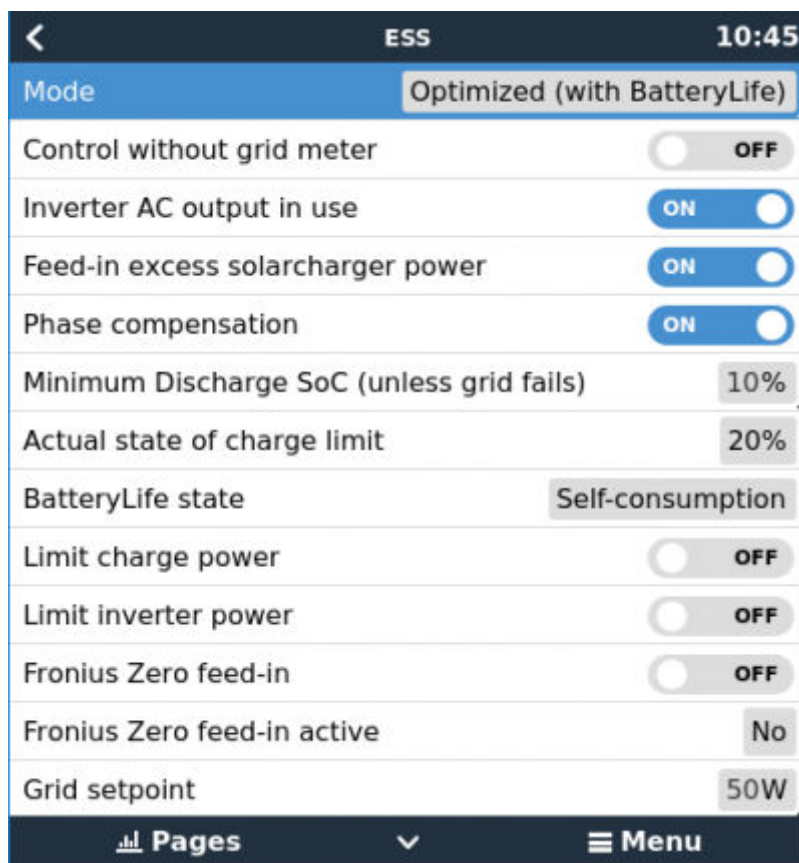 ESS 10:45
Mode Optimized (with BatteryLife)
Control without grid meter OFF
Inverter AC output in use ON
Feed-in excess solarcharger power ON
Phase compensation ON
Minimum Discharge SoC (unless grid fails) 10%
Actual state of charge limit 20%
BatteryLife state Self-consumption
Limit charge power OFF
Limit inverter power OFF
Fronius Zero feed-in OFF
Fronius Zero feed-in active No
Grid setpoint 50W
Pages Menu